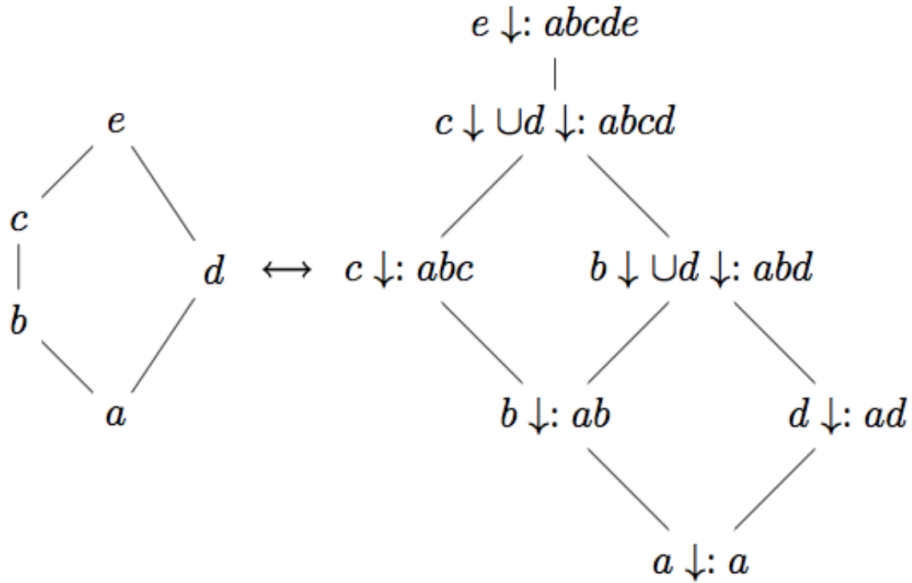 e ↓: abcde
e
c ↓ ∪d ↓: abcd
c
d ↔ c ↓: abc
b ↓ ∪d ↓: abd
b
a
b ↓: ab
d ↓: ad
a ↓: a